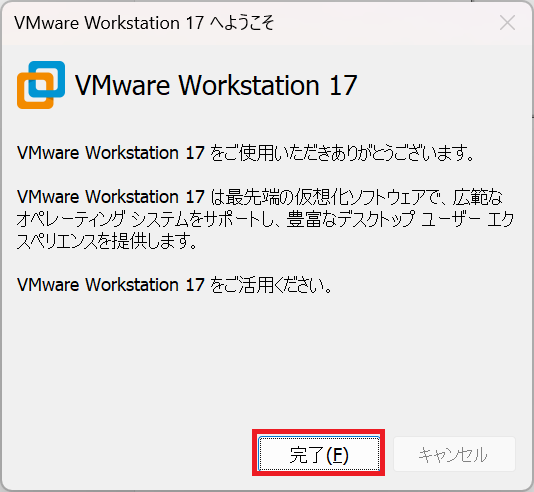 VMware Workstation 17 へようこそ
VMware Workstation 17
VMware Workstation 17 をご使用いただきありがとうございます。
VMware Workstation 17 は最先端の仮想化ソフトウェアで、広範な
オペレーティング システムをサポートし、豊富なデスクトップ ユーザー エク
スペリエンスを提供します。
VMware Workstation 17 をご活用ください。
完了(F)
キャンセル